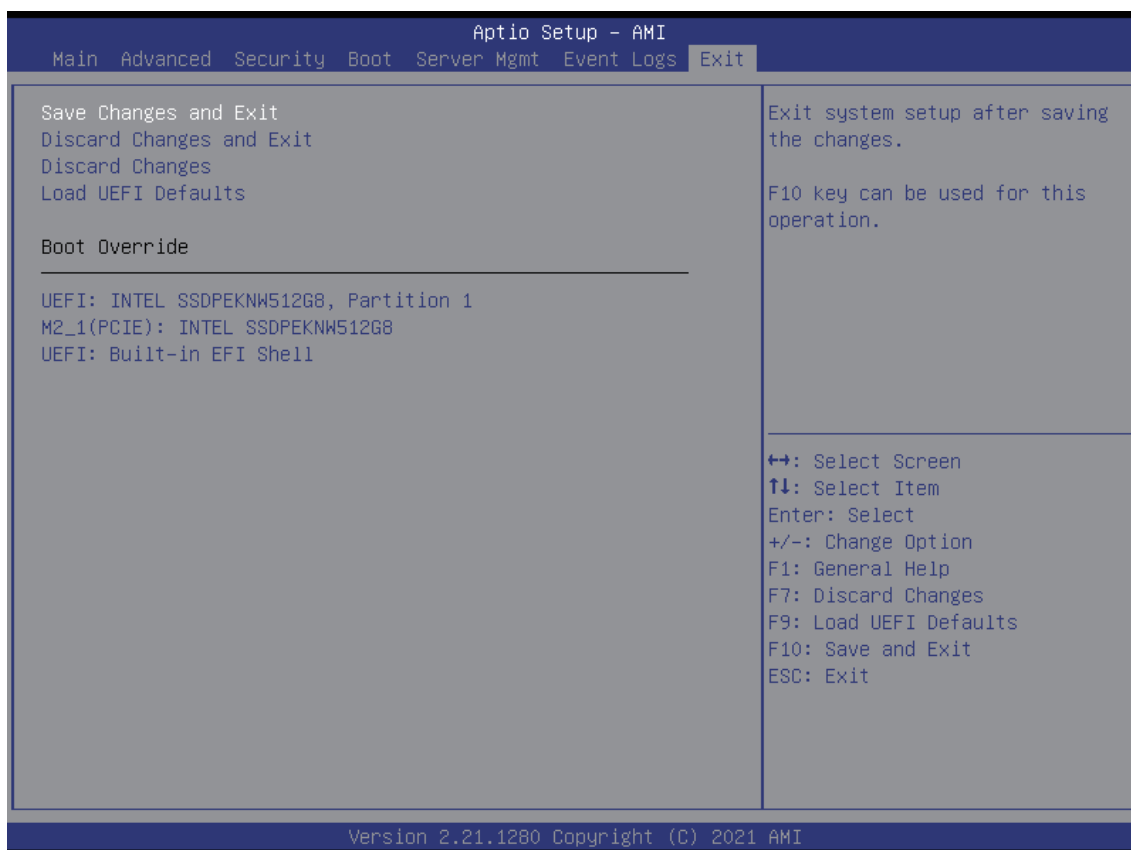 Aptio Setup – AMI
Main Advanced Security Boot Server Mgmt Event Logs Exit
Save Changes and Exit
Discard Changes and Exit
Discard Changes
Load UEFI Defaults
Boot Override
UEFI: INTEL SSDPEKNW512G8, Partition 1
M2_1(PCIE): INTEL SSDPEKNW512G8
UEFI: Built-in EFI Shell
Exit system setup after saving
the changes.
F10 key can be used for this
operation.
↔: Select Screen
↑↓: Select Item
Enter: Select
+/-: Change Option
F1: General Help
F7: Discard Changes
F9: Load UEFI Defaults
F10: Save and Exit
ESC: Exit
Version 2.21.1280 Copyright (C) 2021 AMI